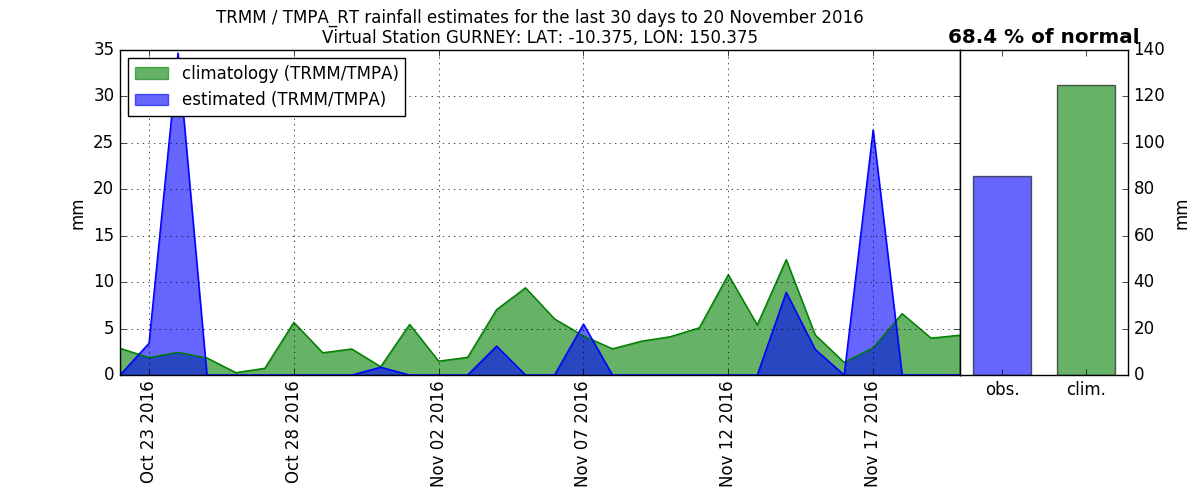 TRMM / TMPA_RT rainfall estimates for the last 30 days to 20 November 2016
Virtual Station GURNEY: LAT: -10.375, LON: 150.375
68.4 % of normal
climatology (TRMM/TMPA)
estimated (TRMM/TMPA)
mm
35
30
25
20
15
10
5
0
Oct 23 2016
Oct 28 2016
Nov 02 2016
Nov 07 2016
Nov 12 2016
Nov 17 2016
obs.
clim.
140
120
100
80
60
40
20
0
mm